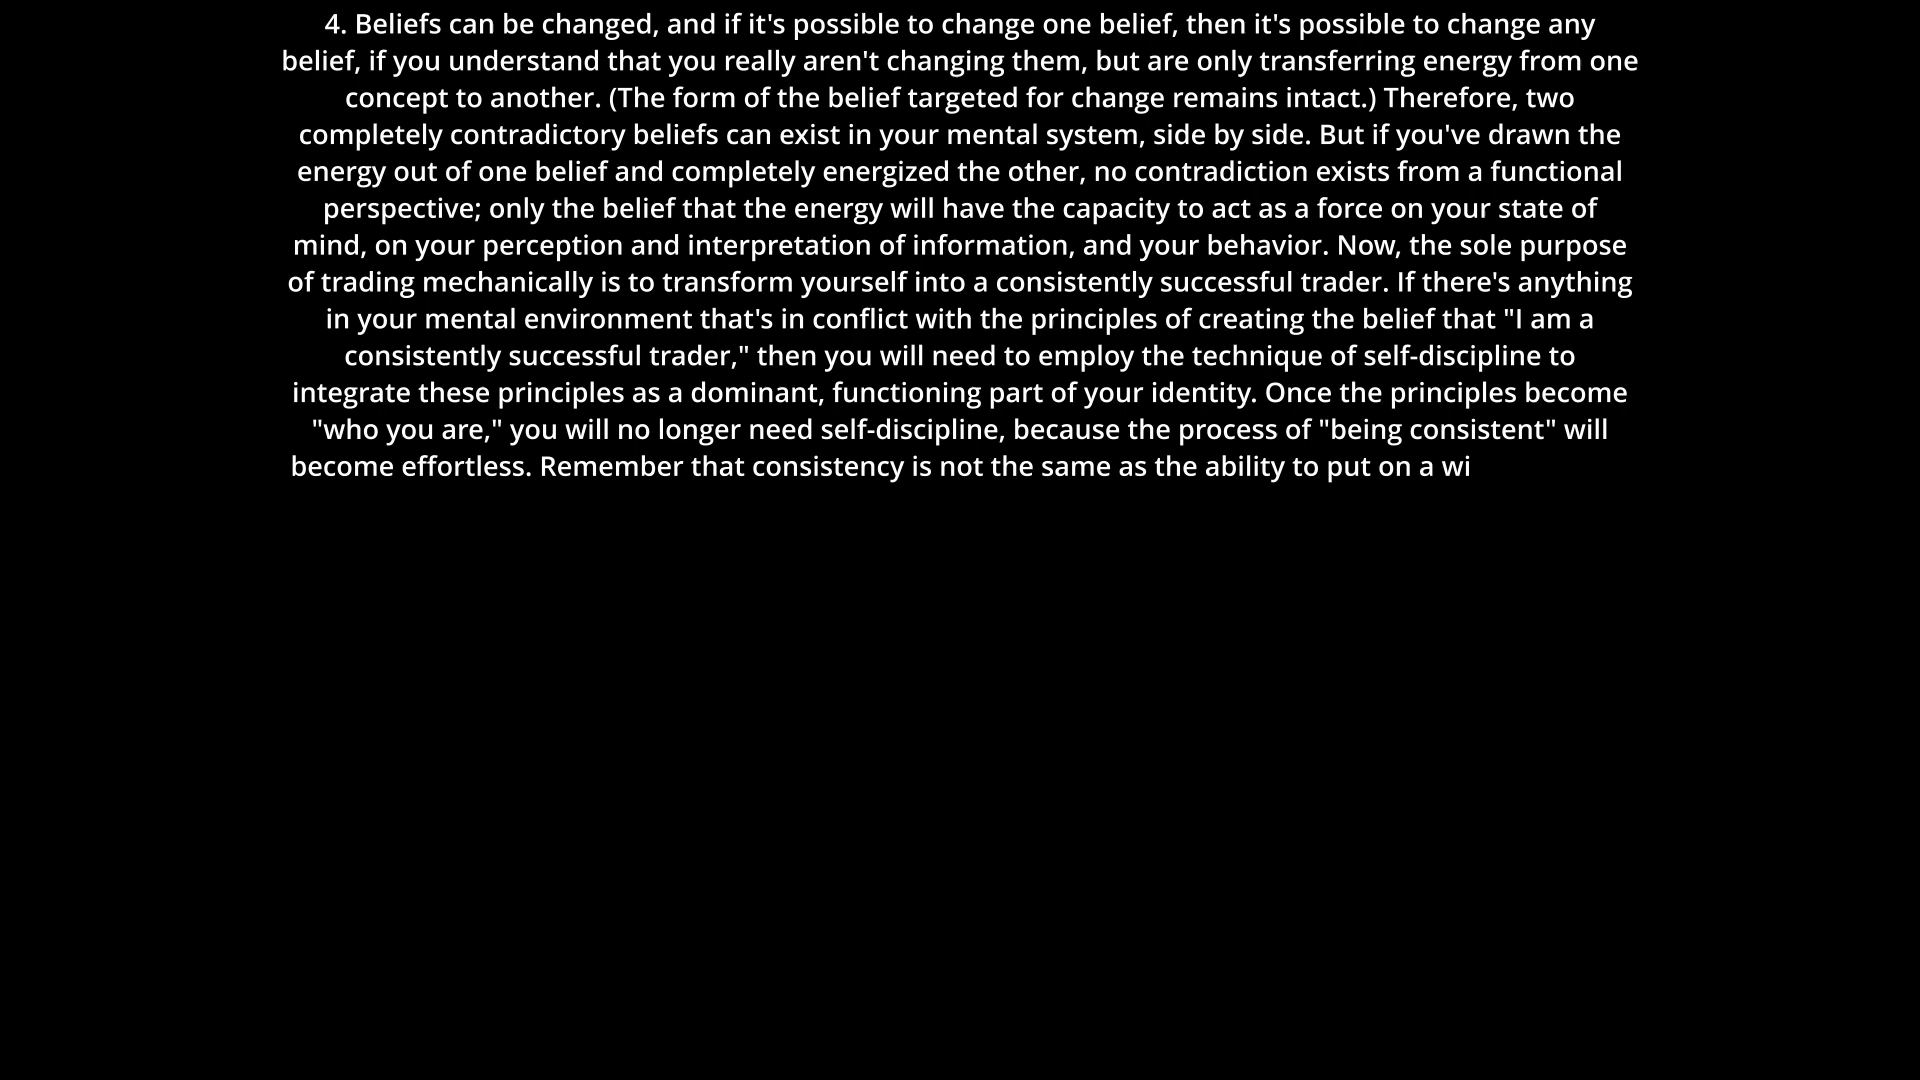 4. Beliefs can be changed, and if it's possible to change one belief, then it's possible to change any
belief, if you understand that you really aren't changing them, but are only transferring energy from one
concept to another. (The form of the belief targeted for change remains intact.) Therefore, two
completely contradictory beliefs can exist in your mental system, side by side. But if you've drawn the
energy out of one belief and completely energized the other, no contradiction exists from a functional
perspective; only the belief that the energy will have the capacity to act as a force on your state of
mind, on your perception and interpretation of information, and your behavior. Now, the sole purpose
of trading mechanically is to transform yourself into a consistently successful trader. If there's anything
in your mental environment that's in conflict with the principles of creating the belief that "I am a
consistently successful trader," then you will need to employ the technique of self-discipline to
integrate these principles as a dominant, functioning part of your identity. Once the principles become
"who you are," you will no longer need self-discipline, because the process of "being consistent" will
become effortless. Remember that consistency is not the same as the ability to put on a wi